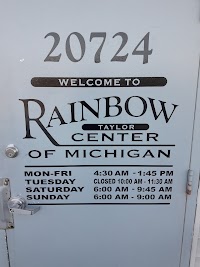 20724
WELCOME TO
RAINBOW
TAYLOR
CENTER
OF MICHIGAN
MON-FRI 4:30 AM - 1:45 PM
TUESDAY CLOSED 10:00 AM - 11:30 AM
SATURDAY 6:00 AM - 9:45 AM
SUNDAY 6:00 AM - 9:00 AM